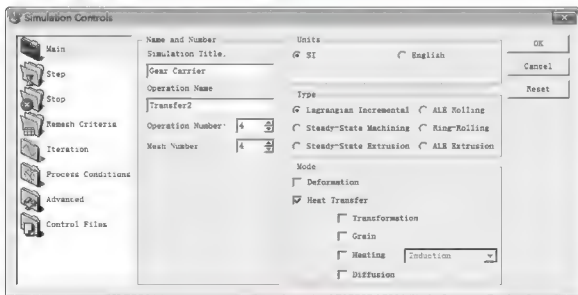 Simulation Controls
Main
Step
Stop
Remesh Criteria
Iteration
Process Conditions
Advanced
Control Files
Name and Number
Simulation Title.
Gear Carrier
Operation Name
Transfer2
Operation Number: 4
Mesh Number 4
Units
SI English
Type
Lagrangian Incremental ALE Rolling
Steady-State Machining Ring-Rolling
Steady-State Extrusion ALE Extrusion
Mode
Deformation
Heat Transfer
Transformation
Grain
Heating Induction
Diffusion
OK
Cancel
Reset